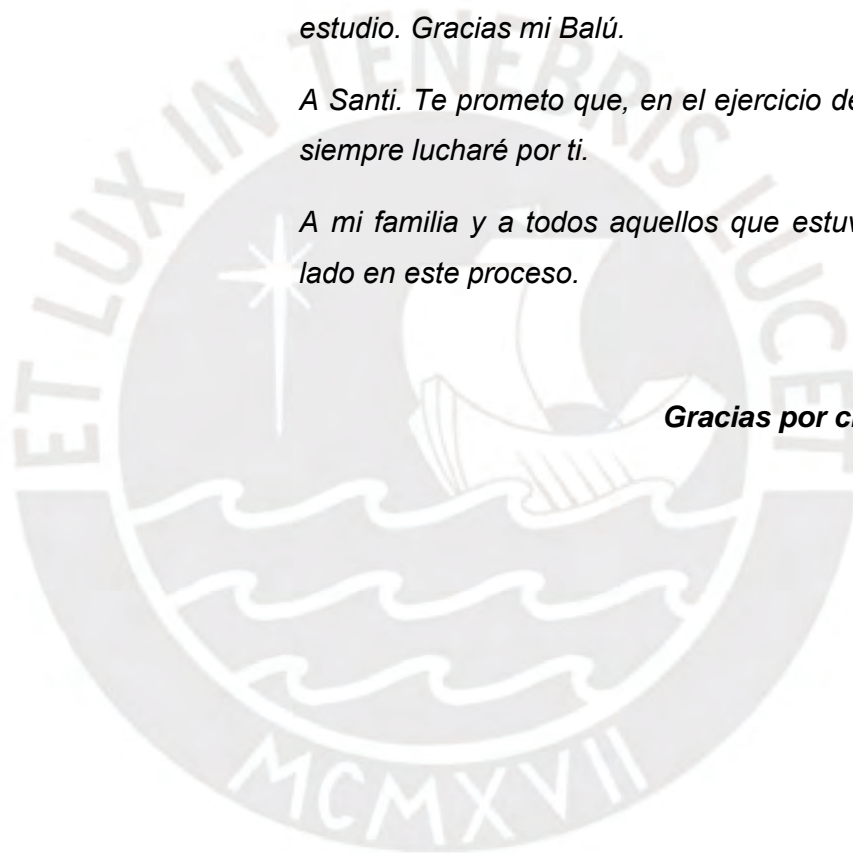 estudio. Gracias mi Balú.
A Santi. Te prometo que, en el ejercicio de
siempre lucharé por ti.
A mi familia y a todos aquellos que estuv
lado en este proceso.
Gracias por c
ET LUX IN TENEBRIS LUCET
MCMXVII